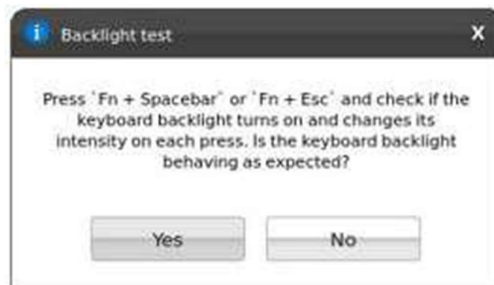 Backlight test X
Press `Fn + Spacebar` or `Fn + Esc` and check if the
keyboard backlight turns on and changes its
intensity on each press. Is the keyboard backlight
behaving as expected?
Yes No